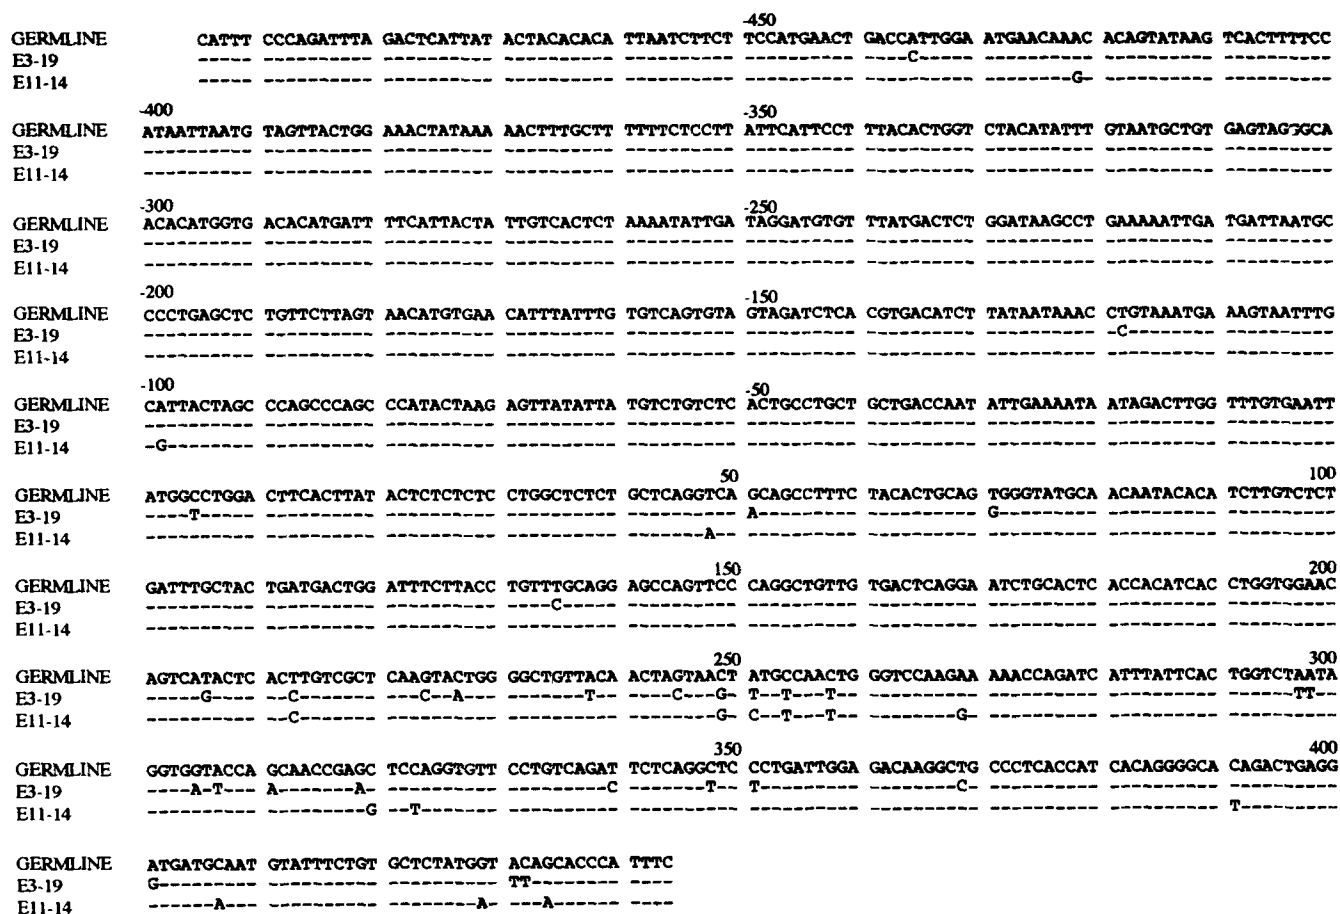 -450
GERMLINE CATTT CCCAGATTTA GACTCATTAT ACTACACACA TTAATCTTCT TCCATGAACT GACCATTGGA ATGAACAAAC ACAGTATAAG TCACTTTTCC
E3-19 ----- ---------- ---------- ---------- ---------- ---------- ----C----- ---------- ---------- ----------
E11-14 ----- ---------- ---------- ---------- ---------- ---------- ---------- --------G- ---------- ----------
-400 -350
GERMLINE ATAATTAATG TAGTTACTGG AAACTATAAA AACTTTGCTT TTTTCTCCTT ATTCATTCCT TTACACTGGT CTACATATTT GTAATGCTGT GAGTAGGGCA
E3-19 ---------- ---------- ---------- ---------- ---------- ---------- ---------- ---------- ---------- ----------
E11-14 ---------- ---------- ---------- ---------- ---------- ---------- ---------- ---------- ---------- ----------
-300 -250
GERMLINE ACACATGGTG ACACATGATT TTCATTACTA TTGTCACTCT AAAATATTGA TAGGATGTGT TTATGACTCT GGATAAGCCT GAAAAATTGA TGATTAATGC
E3-19 ---------- ---------- ---------- ---------- ---------- ---------- ---------- ---------- ---------- ----------
E11-14 ---------- ---------- ---------- ---------- ---------- ---------- ---------- ---------- ---------- ----------
-200 -150
GERMLINE CCCTGAGCTC TGTTCTTAGT AACATGTGAA CATTTATTTG TGTCAGTGTA GTAGATCTCA CGTGACATCT TATAATAAAC CTGTAAATGA AAGTAATTTG
E3-19 ---------- ---------- ---------- ---------- ---------- ---------- ---------- ---------- -C-------- ----------
E11-14 ---------- ---------- ---------- ---------- ---------- ---------- ---------- ---------- ---------- ----------
-100 -50
GERMLINE CATTACTAGC CCAGCCCAGC CCATACTAAG AGTTATATTA TGTCTGTCTC ACTGCCTGCT GCTGACCAAT ATTGAAAATA ATAGACTTGG TTTGTGAATT
E3-19 ---------- ---------- ---------- ---------- ---------- ---------- ---------- ---------- ---------- ----------
E11-14 -G-------- ---------- ---------- ---------- ---------- ---------- ---------- ---------- ---------- ----------
50 100
GERMLINE ATGGCCTGGA CTTCACTTAT ACTCTCTCTC CTGGCTCTCT GCTCAGGTCA GCAGCCTTTC TACACTGCAG TGGGTATGCA ACAATACACA TCTTGTCTCT
E3-19 ----T----- ---------- ---------- ---------- ---------- A--------- ---------- G--------- ---------- ----------
E11-14 ---------- ---------- ---------- ---------- -------A-- ---------- ---------- ---------- ---------- ----------
150 200
GERMLINE GATTTGCTAC TGATGACTGG ATTTCTTACC TGTTTGCAGG AGCCAGTTCC CAGGCTGTTG TGACTCAGGA ATCTGCACTC ACCACATCAC CTGGTGGAAC
E3-19 ---------- ---------- ---------- ----C----- ---------- ---------- ---------- ---------- ---------- ----------
E11-14 ---------- ---------- ---------- ---------- ---------- ---------- ---------- ---------- ---------- ----------
250 300
GERMLINE AGTCATACTC ACTTGTCGCT CAAGTACTGG GGCTGTTACA ACTAGTAACT ATGCCAACTG GGTCCAAGAA AAACCAGATC ATTTATTCAC TGGTCTAATA
E3-19 -----G---- --C------- ---C--A--- -------T-- ----C---G- T--T---T-- ---------- ---------- ---------- ------TT--
E11-14 ---------- --C------- ---------- ---------- --------G- C--T---T-- --------G- ---------- ---------- ----------
350 400
GERMLINE GGTGGTACCA GCAACCGAGC TCCAGGTGTT CCTGTCAGAT TCTCAGGCTC CCTGATTGGA GACAAGGCTG CCCTCACCAT CACAGGGGCA CAGACTGAGG
E3-19 ----A-T--- A-------A- ---------- ---------C -------T-- T--------- --------C- ---------- ---------- ----------
E11-14 ---------- ---------G --T------- ---------- ---------- ---------- ---------- ---------- ---------- T---------
GERMLINE ATGATGCAAT GTATTTCTGT GCTCTATGGT ACAGCACCCA TTTC
E3-19 G--------- ---------- ---------- TT-------- ----
E11-14 ------A--- ---------- --------A- ---A------ ----